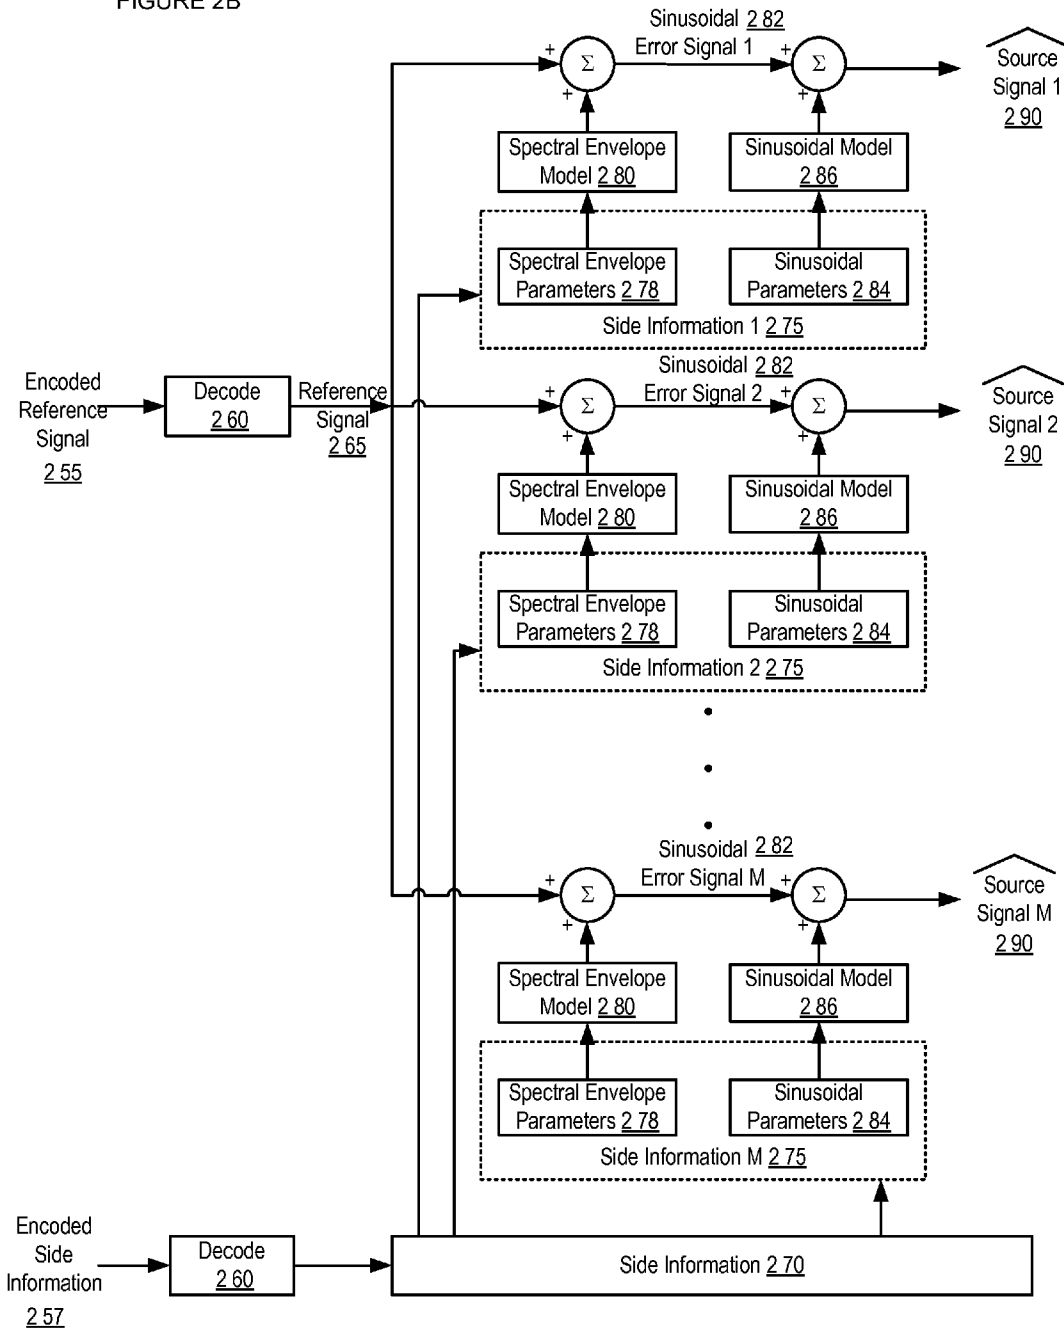 FIGURE 2B
Sinusoidal 2 82
Error Signal 1
+
Σ
+
+
Σ
+
Source
Signal 1
2 90
Spectral Envelope
Model 2 80
Sinusoidal Model
2 86
Spectral Envelope
Parameters 2 78
Sinusoidal
Parameters 2 84
Side Information 1 2 75
Encoded
Reference
Signal
2 55
Decode
2 60
Reference
Signal
2 65
Sinusoidal 2 82
Error Signal 2
+
Σ
+
+
Σ
+
Source
Signal 2
2 90
Spectral Envelope
Model 2 80
Sinusoidal Model
2 86
Spectral Envelope
Parameters 2 78
Sinusoidal
Parameters 2 84
Side Information 2 2 75
Sinusoidal 2 82
Error Signal M
+
Σ
+
+
Σ
+
Source
Signal M
2 90
Spectral Envelope
Model 2 80
Sinusoidal Model
2 86
Spectral Envelope
Parameters 2 78
Sinusoidal
Parameters 2 84
Side Information M 2 75
Encoded
Side
Information
2 57
Decode
2 60
Side Information 2 70